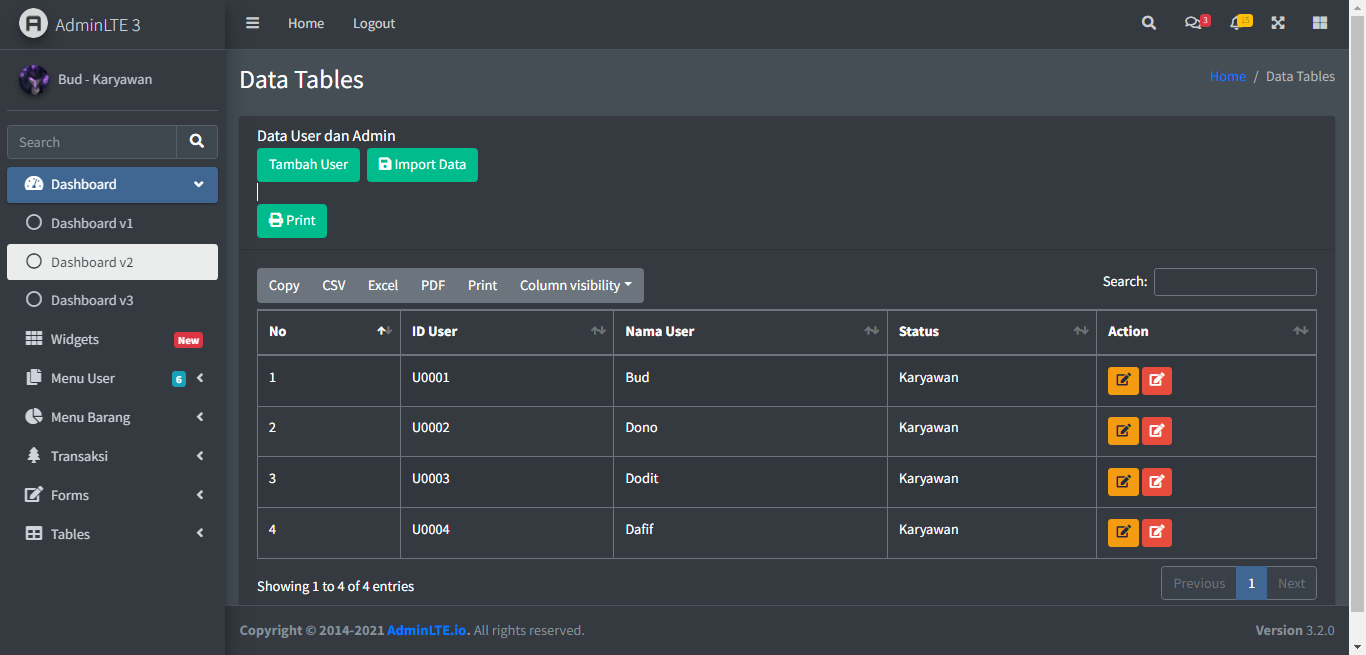 AdminLTE 3
Home
Logout
3
15
Bud - Karyawan
Search
Dashboard
Dashboard v1
Dashboard v2
Dashboard v3
Widgets New
Menu User 6
Menu Barang
Transaksi
Forms
Tables
Data Tables
Home / Data Tables
Data User dan Admin
Tambah User
Import Data
Print
Copy CSV Excel PDF Print Column visibility
Search:
No ID User Nama User Status Action
1 U0001 Bud Karyawan
2 U0002 Dono Karyawan
3 U0003 Dodit Karyawan
4 U0004 Dafif Karyawan
Showing 1 to 4 of 4 entries
Previous 1 Next
Copyright © 2014-2021 AdminLTE.io. All rights reserved.
Version 3.2.0